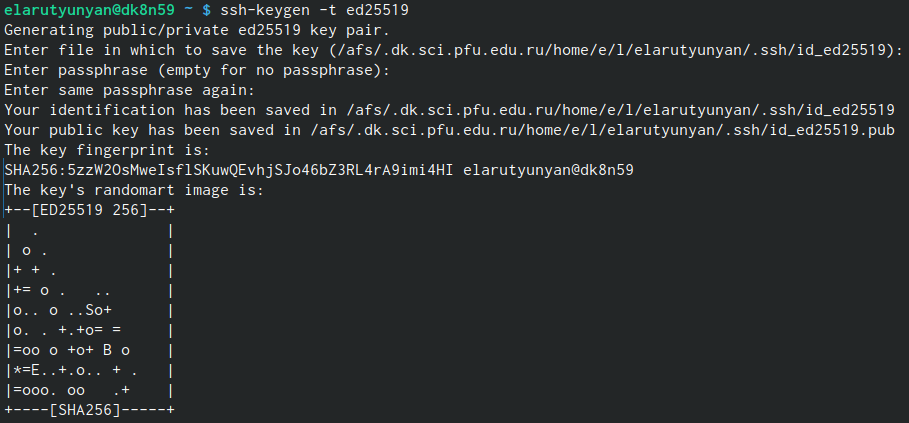 elarutyunyan@dk8n59 ~ $ ssh-keygen -t ed25519
Generating public/private ed25519 key pair.
Enter file in which to save the key (/afs/.dk.sci.pfu.edu.ru/home/e/l/elarutyunyan/.ssh/id_ed25519):
Enter passphrase (empty for no passphrase):
Enter same passphrase again:
Your identification has been saved in /afs/.dk.sci.pfu.edu.ru/home/e/l/elarutyunyan/.ssh/id_ed25519
Your public key has been saved in /afs/.dk.sci.pfu.edu.ru/home/e/l/elarutyunyan/.ssh/id_ed25519.pub
The key fingerprint is:
SHA256:5zzW2OsMweIsflSKuwQEvhjSJo46bZ3RL4rA9imi4HI elarutyunyan@dk8n59
The key's randomart image is:
+--[ED25519 256]--+
|  .              |
| o .             |
|+ + .            |
|+= o .   ..      |
|o.. o ..So+      |
|o. . +.+o= =     |
|=oo o +o+ B o    |
|*=E..+.o.. + .   |
|=ooo. oo   .+    |
+----[SHA256]-----+